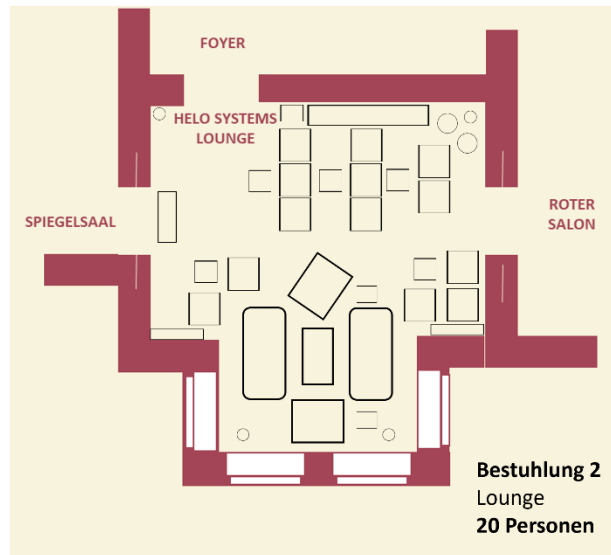 FOYER
HELO SYSTEMS
LOUNGE
SPIEGELSAAL
ROTER
SALON
Bestuhlung 2
Lounge
20 Personen